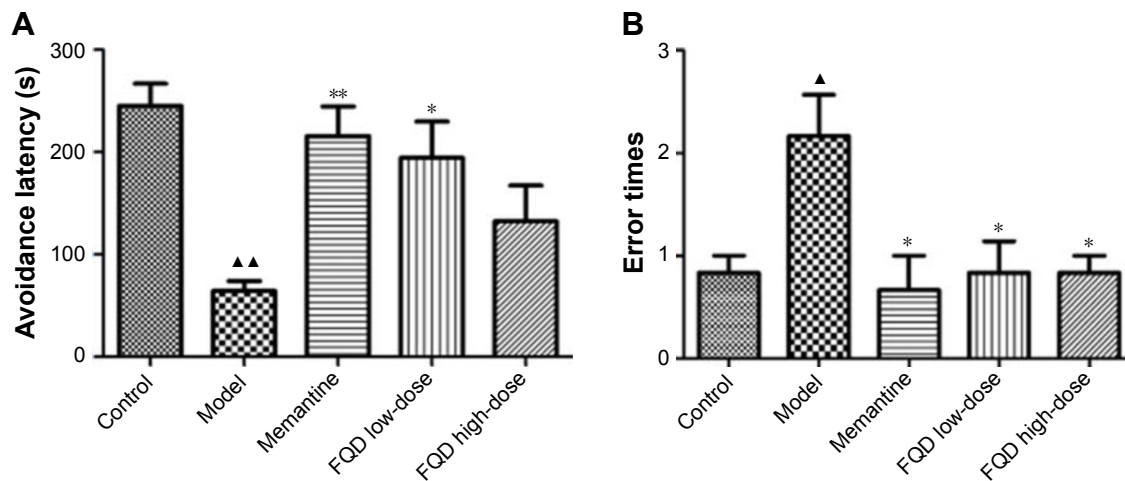 A
Avoidance latency (s)
300
200
100
0
**
*
▲▲
Control
Model
Memantine
FQD low-dose
FQD high-dose
B
Error times
3
2
1
0
▲
*
*
*
Control
Model
Memantine
FQD low-dose
FQD high-dose